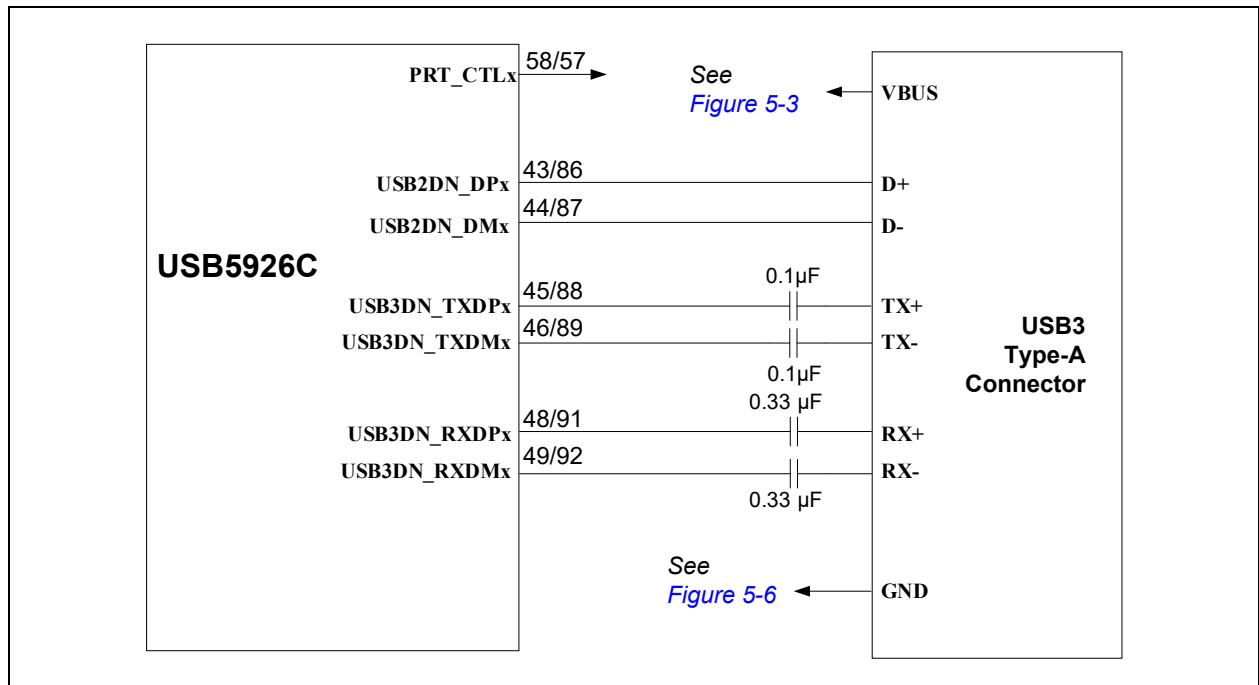 PRT_CTLx
58/57
See
Figure 5-3
VBUS
USB2DN_DPx
43/86
D+
USB2DN_DMx
44/87
D-
USB5926C
0.1µF
USB3DN_TXDPx
45/88
TX+
USB3DN_TXDMx
46/89
TX-
0.1µF
USB3
Type-A
Connector
0.33 µF
USB3DN_RXDPx
48/91
RX+
USB3DN_RXDMx
49/92
RX-
0.33 µF
See
Figure 5-6
GND